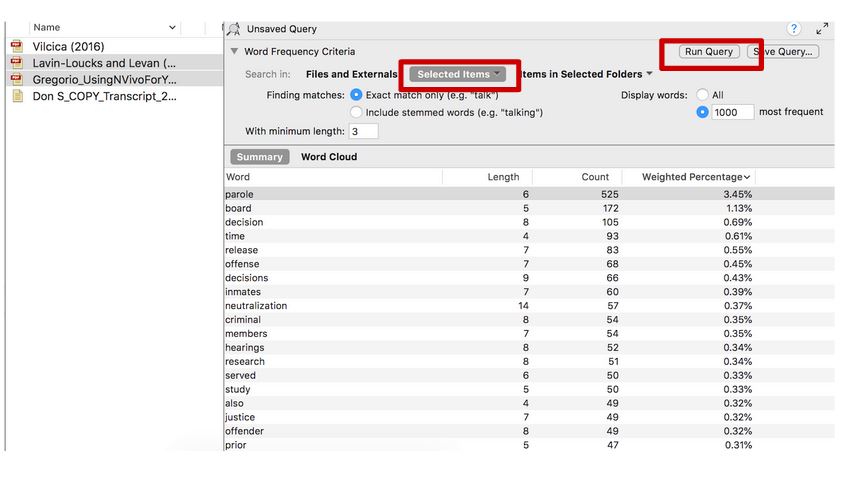 Name
Vilcica (2016)
Lavin-Loucks and Levan (...
Gregorio_UsingNVivoForY...
Don S_COPY_Transcript_2...
Unsaved Query
?
Word Frequency Criteria
Run Query
ve Query...
Search in: Files and Externals Selected Items tems in Selected Folders
Finding matches: Exact match only (e.g. "talk") Display words: All
Include stemmed words (e.g. "talking") 1000 most frequent
With minimum length: 3
Summary Word Cloud
Word Length Count Weighted Percentage
parole 6 525 3.45%
board 5 172 1.13%
decision 8 105 0.69%
time 4 93 0.61%
release 7 83 0.55%
offense 7 68 0.45%
decisions 9 66 0.43%
inmates 7 60 0.39%
neutralization 14 57 0.37%
criminal 8 54 0.35%
members 7 54 0.35%
hearings 8 52 0.34%
research 8 51 0.34%
served 6 50 0.33%
study 5 50 0.33%
also 4 49 0.32%
justice 7 49 0.32%
offender 8 49 0.32%
prior 5 47 0.31%